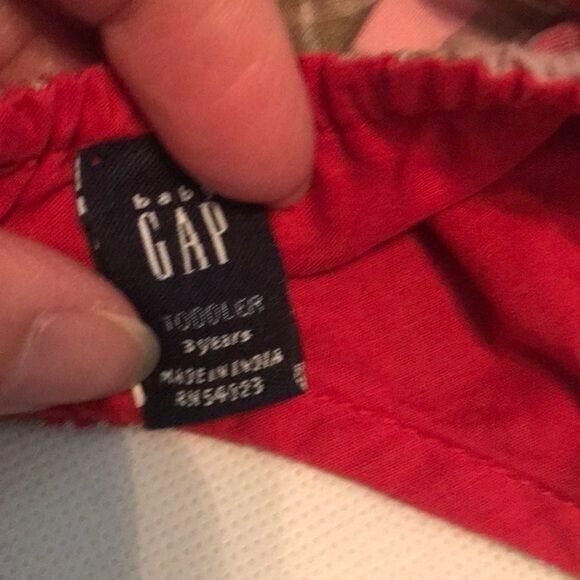 baby
GAP
TODDLER
3 years
MADE IN INDIA
RN54023